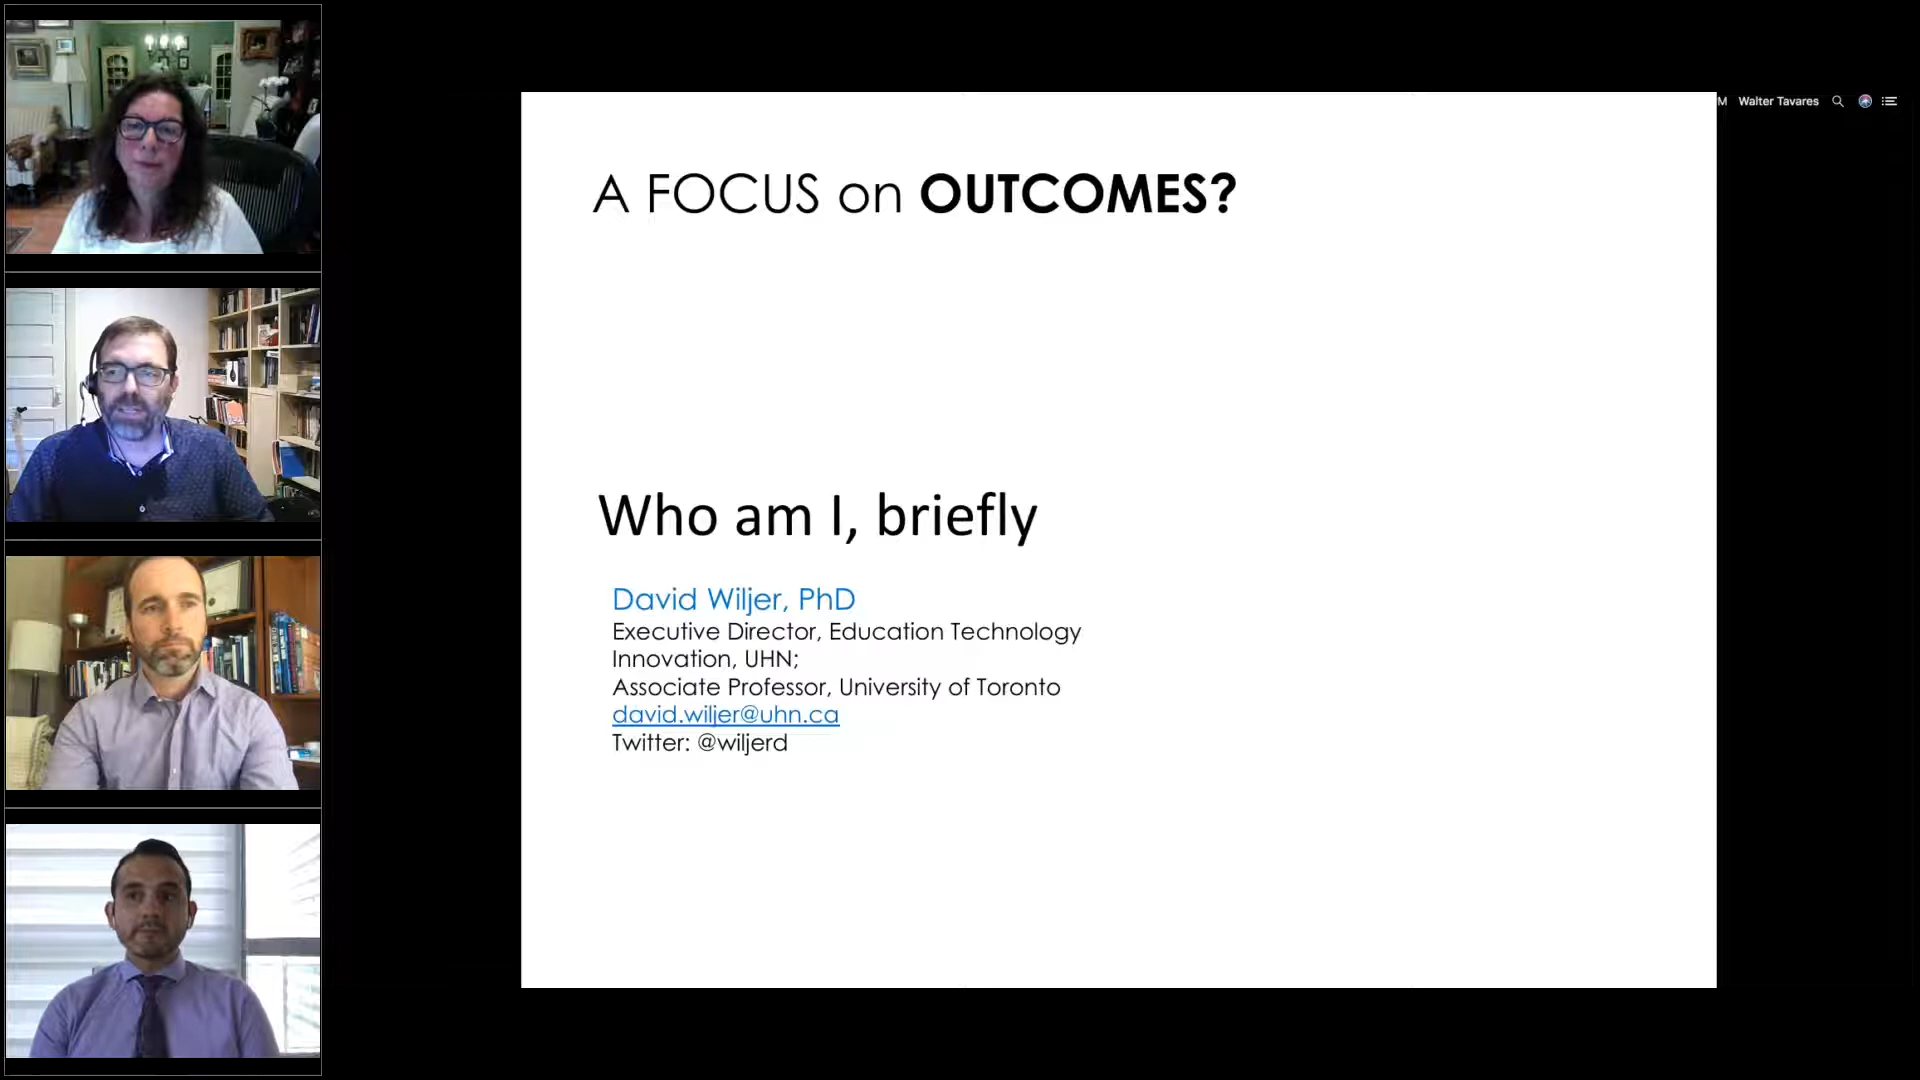 M Walter Tavares
A FOCUS on OUTCOMES?
Who am I, briefly
David Wiljer, PhD
Executive Director, Education Technology
Innovation, UHN;
Associate Professor, University of Toronto
david.wiljer@uhn.ca
Twitter: @wiljerd